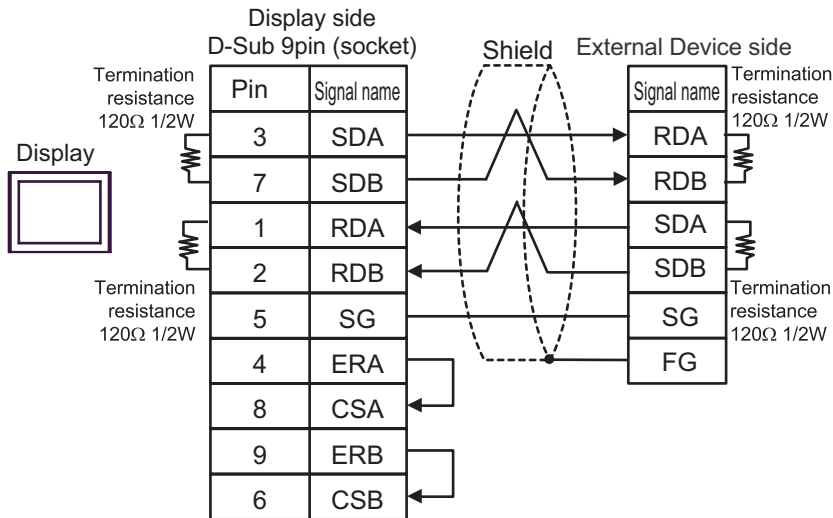 Display side
D-Sub 9pin (socket)
Shield
External Device side
Termination
resistance
120Ω 1/2W
Pin Signal name
Signal name
Termination
resistance
120Ω 1/2W
Display
3 SDA
RDA
7 SDB
RDB
1 RDA
SDA
2 RDB
SDB
Termination
resistance
120Ω 1/2W
Termination
resistance
120Ω 1/2W
5 SG
SG
4 ERA
FG
8 CSA
9 ERB
6 CSB